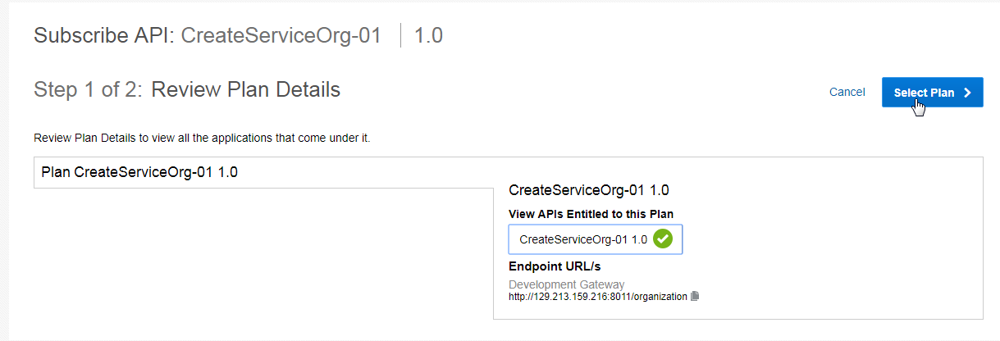 Subscribe API: CreateServiceOrg-01 | 1.0
Step 1 of 2: Review Plan Details
Cancel
Select Plan
Review Plan Details to view all the applications that come under it.
Plan CreateServiceOrg-01 1.0
CreateServiceOrg-01 1.0
View APIs Entitled to this Plan
CreateServiceOrg-01 1.0
Endpoint URL/s
Development Gateway
http://129.213.159.216:8011/organization